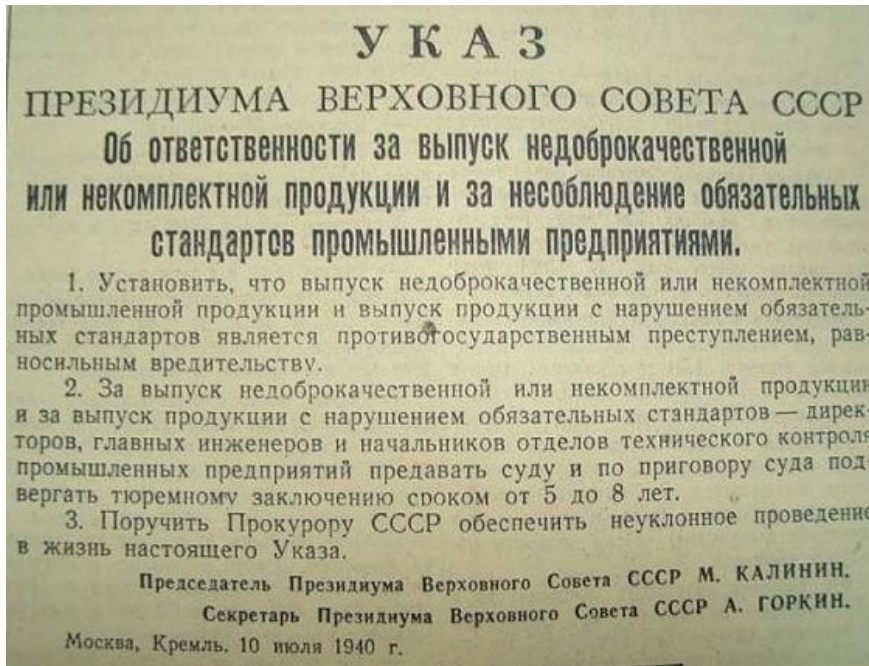 УКАЗ
ПРЕЗИДИУМА ВЕРХОВНОГО СОВЕТА СССР
Об ответственности за выпуск недоброкачественной
или некомплектной продукции и за несоблюдение обязательных
стандартов промышленными предприятиями.
1. Установить, что выпуск недоброкачественной или некомплектной
промышленной продукции и выпуск продукции с нарушением обязатель-
ных стандартов является противогосударственным преступлением, рав-
носильным вредительству.
2. За выпуск недоброкачественной или некомплектной продукции
и за выпуск продукции с нарушением обязательных стандартов — дирек-
торов, главных инженеров и начальников отделов технического контроля
промышленных предприятий предавать суду и по приговору суда под-
вергать тюремному заключению сроком от 5 до 8 лет.
3. Поручить Прокурору СССР обеспечить неуклонное проведение
в жизнь настоящего Указа.
Председатель Президиума Верховного Совета СССР М. КАЛИНИН.
Секретарь Президиума Верховного Совета СССР А. ГОРКИН.
Москва, Кремль. 10 июля 1940 г.